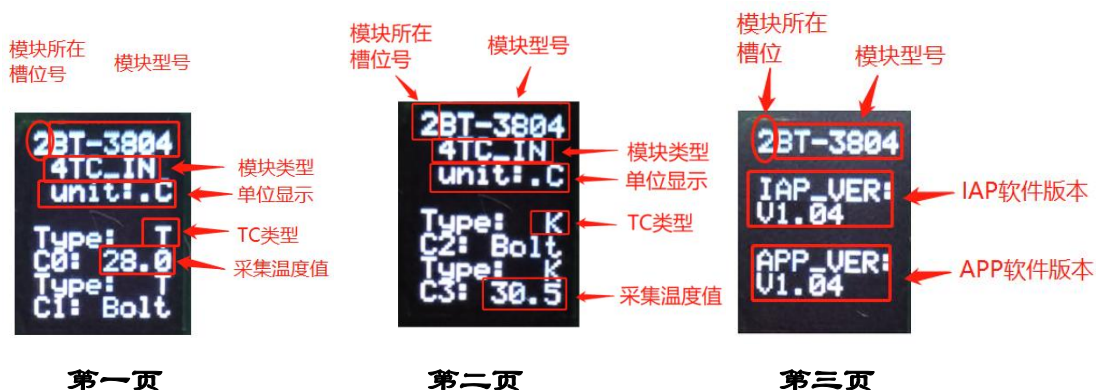 模块所在
槽位号
模块型号
2BT-3804
4TC_IN
unit:.C
Type: T
C0: 28.0
Type: T
C1: Bolt
模块类型
单位显示
TC类型
采集温度值
第一页
模块所在
槽位号
模块型号
2BT-3804
4TC_IN
unit:.C
Type: K
C2: Bolt
Type: K
C3: 30.5
模块类型
单位显示
TC类型
采集温度值
第二页
模块所在
槽位
模块型号
2BT-3804
IAP_VER:
V1.04
APP_VER:
V1.04
IAP软件版本
APP软件版本
第三页